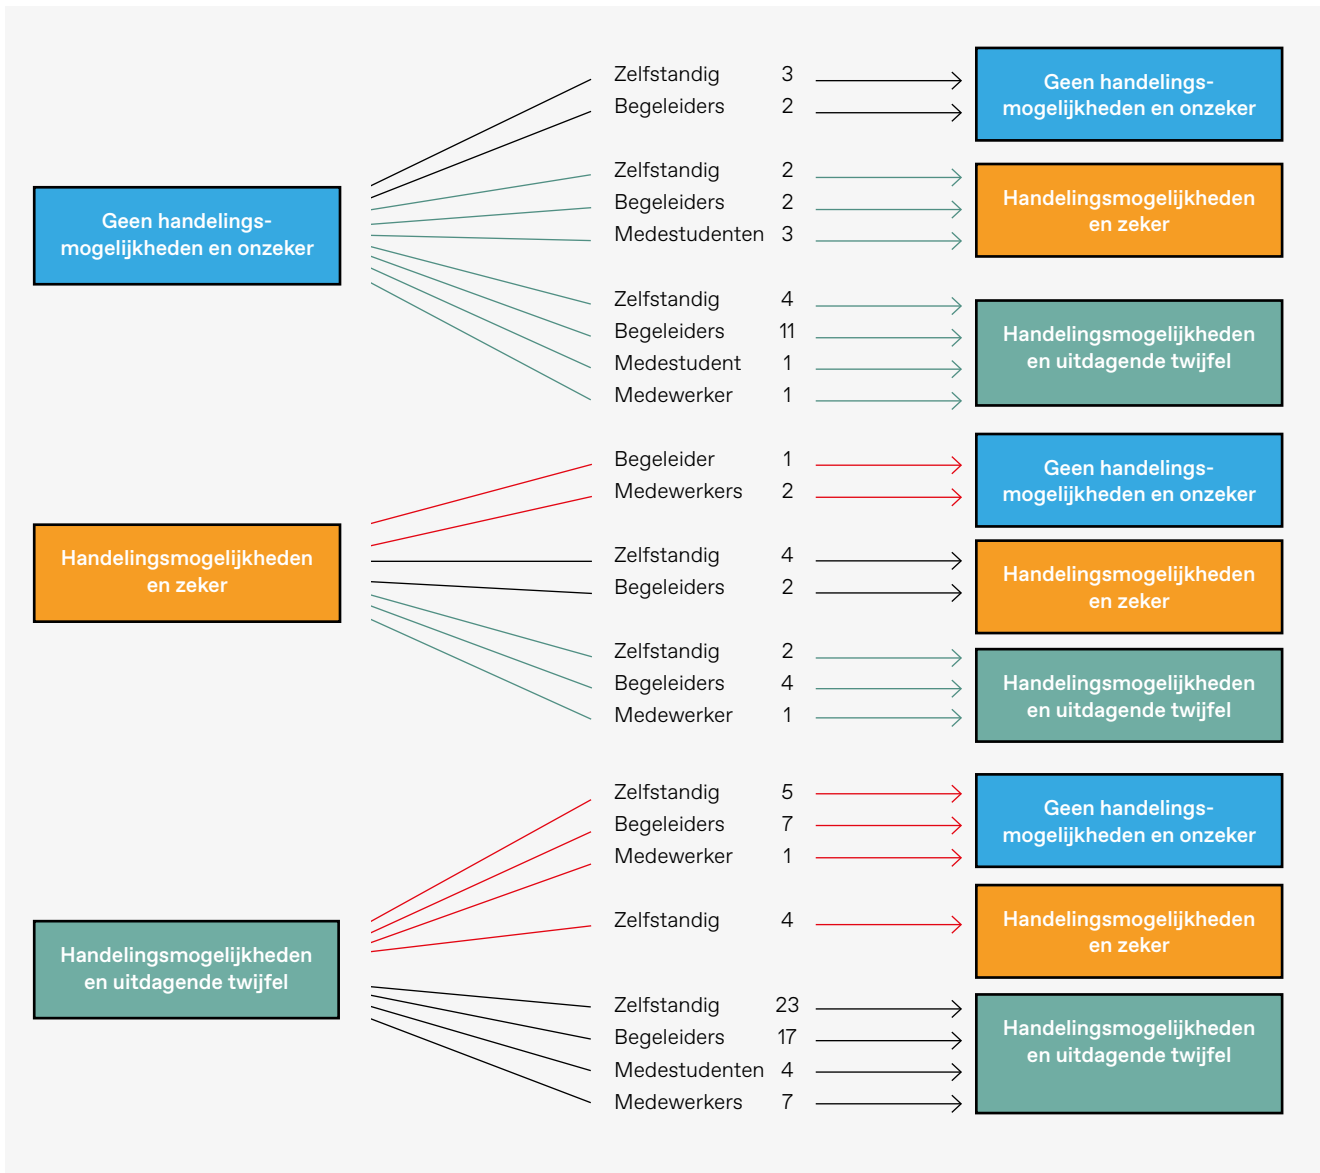 Zelfstandig 3
Begeleiders 2
Geen handelings-
mogelijkheden en onzeker
Geen handelings-
mogelijkheden en onzeker
Zelfstandig 2
Begeleiders 2
Medestudenten 3
Handelingsmogelijkheden
en zeker
Zelfstandig 4
Begeleiders 11
Medestudent 1
Medewerker 1
Handelingsmogelijkheden
en uitdagende twijfel
Handelingsmogelijkheden
en zeker
Begeleider 1
Medewerkers 2
Geen handelings-
mogelijkheden en onzeker
Zelfstandig 4
Begeleiders 2
Handelingsmogelijkheden
en zeker
Zelfstandig 2
Begeleiders 4
Medewerker 1
Handelingsmogelijkheden
en uitdagende twijfel
Handelingsmogelijkheden
en uitdagende twijfel
Zelfstandig 5
Begeleiders 7
Medewerker 1
Geen handelings-
mogelijkheden en onzeker
Zelfstandig 4
Handelingsmogelijkheden
en zeker
Zelfstandig 23
Begeleiders 17
Medestudenten 4
Medewerkers 7
Handelingsmogelijkheden
en uitdagende twijfel